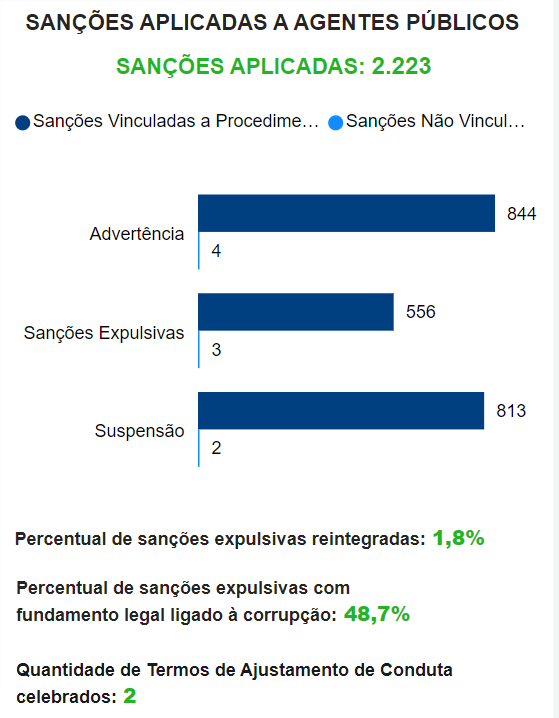 SANÇÕES APLICADAS A AGENTES PÚBLICOS
SANÇÕES APLICADAS: 2.223
Sanções Vinculadas a Procedime… Sanções Não Vincul…
Advertência
844
4
Sanções Expulsivas
556
3
Suspensão
813
2
Percentual de sanções expulsivas reintegradas: 1,8%
Percentual de sanções expulsivas com
fundamento legal ligado à corrupção: 48,7%
Quantidade de Termos de Ajustamento de Conduta
celebrados: 2